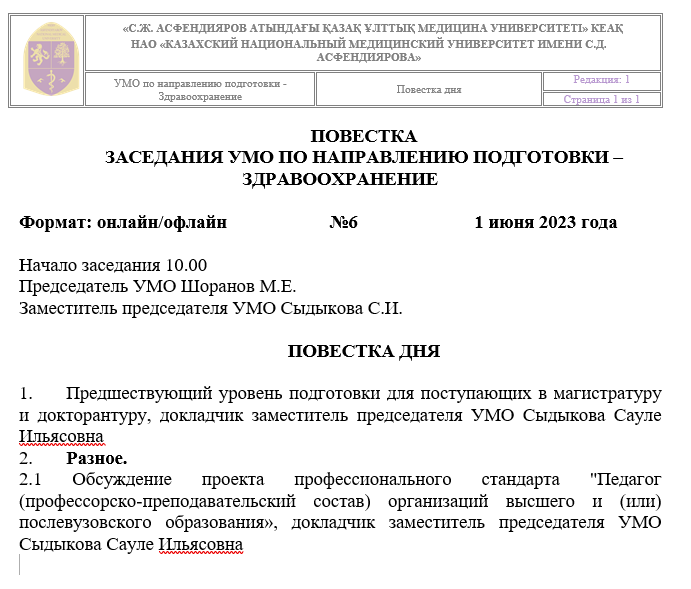 «С.Ж. АСФЕНДИЯРОВ АТЫНДАҒЫ ҚАЗАҚ ҰЛТТЫҚ МЕДИЦИНА УНИВЕРСИТЕТІ» КЕАҚ
НАО «КАЗАХСКИЙ НАЦИОНАЛЬНЫЙ МЕДИЦИНСКИЙ УНИВЕРСИТЕТ ИМЕНИ С.Д.
АСФЕНДИЯРОВА»
УМО по направлению подготовки -
Здравоохранение
Повестка дня
Редакция: 1
Страница 1 из 1
ПОВЕСТКА
ЗАСЕДАНИЯ УМО ПО НАПРАВЛЕНИЮ ПОДГОТОВКИ –
ЗДРАВООХРАНЕНИЕ
Формат: онлайн/офлайн №6 1 июня 2023 года
Начало заседания 10.00
Председатель УМО Шоранов М.Е.
Заместитель председателя УМО Сыдыкова С.И.
ПОВЕСТКА ДНЯ
1. Предшествующий уровень подготовки для поступающих в магистратуру
и докторантуру, докладчик заместитель председателя УМО Сыдыкова Сауле
Ильясовна
2. Разное.
2.1 Обсуждение проекта профессионального стандарта "Педагог
(профессорско-преподавательский состав) организаций высшего и (или)
послевузовского образования», докладчик заместитель председателя УМО
Сыдыкова Сауле Ильясовна